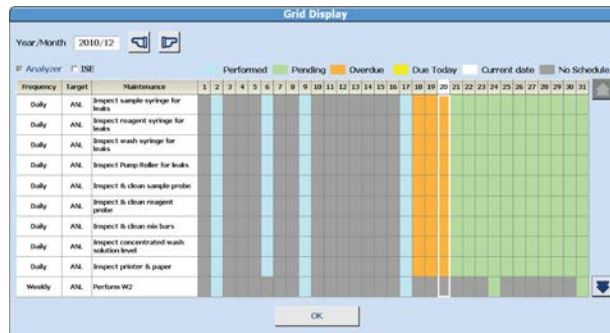 Grid Display
Year/Month 2010/12
Analyzer ISE Performed Pending Overdue Due Today Current date No Schedule
Frequency Target Maintenance 1 2 3 4 5 6 7 8 9 10 11 12 13 14 15 16 17 18 19 20 21 22 23 24 25 26 27 28 29 30 31
Daily ANL Inspect sample syringe for
leaks
Daily ANL Inspect reagent syringe for
leaks
Daily ANL Inspect wash syringe for
leaks
Daily ANL Inspect Pump Roller for leaks
Daily ANL Inspect & clean sample probe
Daily ANL Inspect & clean reagent
probe
Daily ANL Inspect & clean mix bars
Daily ANL Inspect concentrated wash
solution level
Daily ANL Inspect printer & paper
Weekly ANL Perform W2
OK